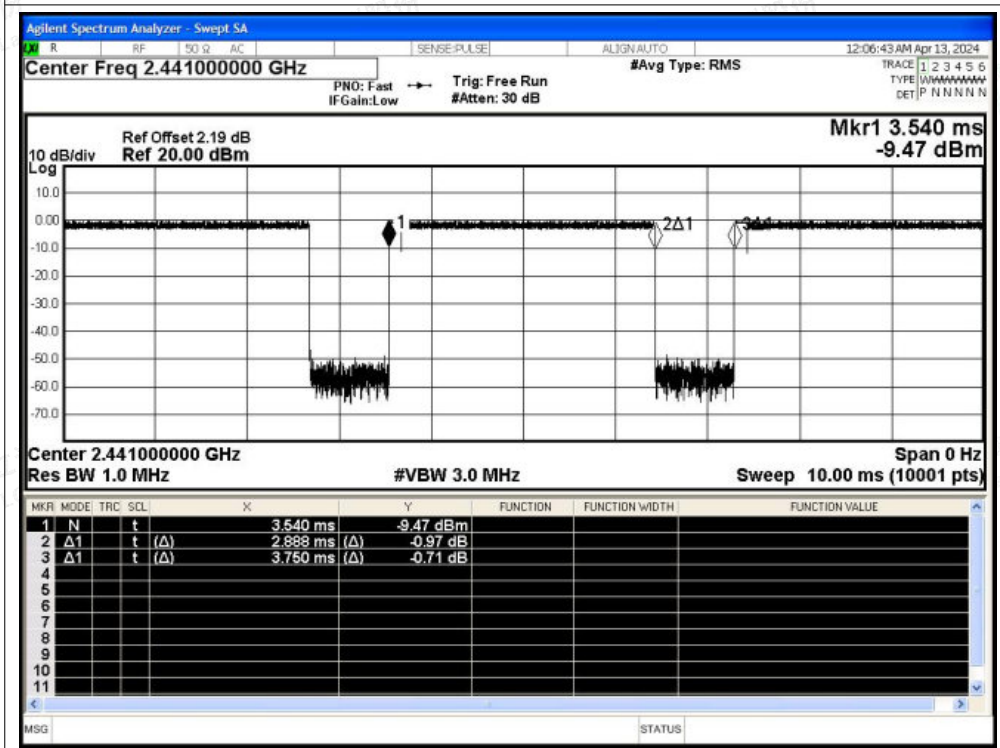 Agilent Spectrum Analyzer - Swept SA
LXI R RF 50 Ω AC SENSE:PULSE ALIGN AUTO 12:06:43 AM Apr 13, 2024
Center Freq 2.441000000 GHz #Avg Type: RMS TRACE 1 2 3 4 5 6
PNO: Fast Trig: Free Run TYPE WWWWWW
IFGain:Low #Atten: 30 dB DET P N N N N N
Mkr1 3.540 ms
Ref Offset 2.19 dB
10 dB/div Ref 20.00 dBm -9.47 dBm
Log
10.0
0.00
1 2Δ1 3Δ1
-10.0
-20.0
-30.0
-40.0
-50.0
-60.0
-70.0
Center 2.441000000 GHz Span 0 Hz
Res BW 1.0 MHz #VBW 3.0 MHz Sweep 10.00 ms (10001 pts)
MKR MODE TRC SCL X Y FUNCTION FUNCTION WIDTH FUNCTION VALUE
1 N t 3.540 ms -9.47 dBm
2 Δ1 t (Δ) 2.888 ms (Δ) -0.97 dB
3 Δ1 t (Δ) 3.750 ms (Δ) -0.71 dB
4
5
6
7
8
9
10
11
MSG STATUS